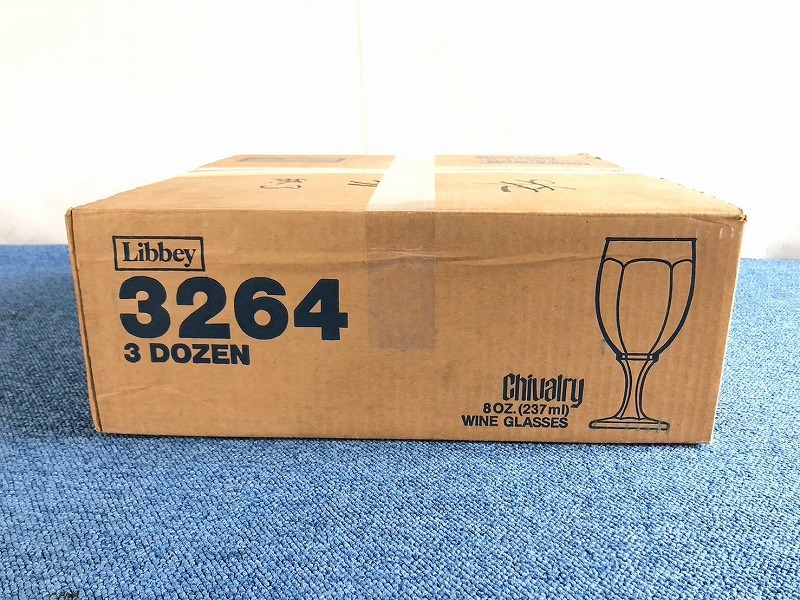 Libbey
3264
3 DOZEN
Chivalry
8 OZ. (237 ml)
WINE GLASSES